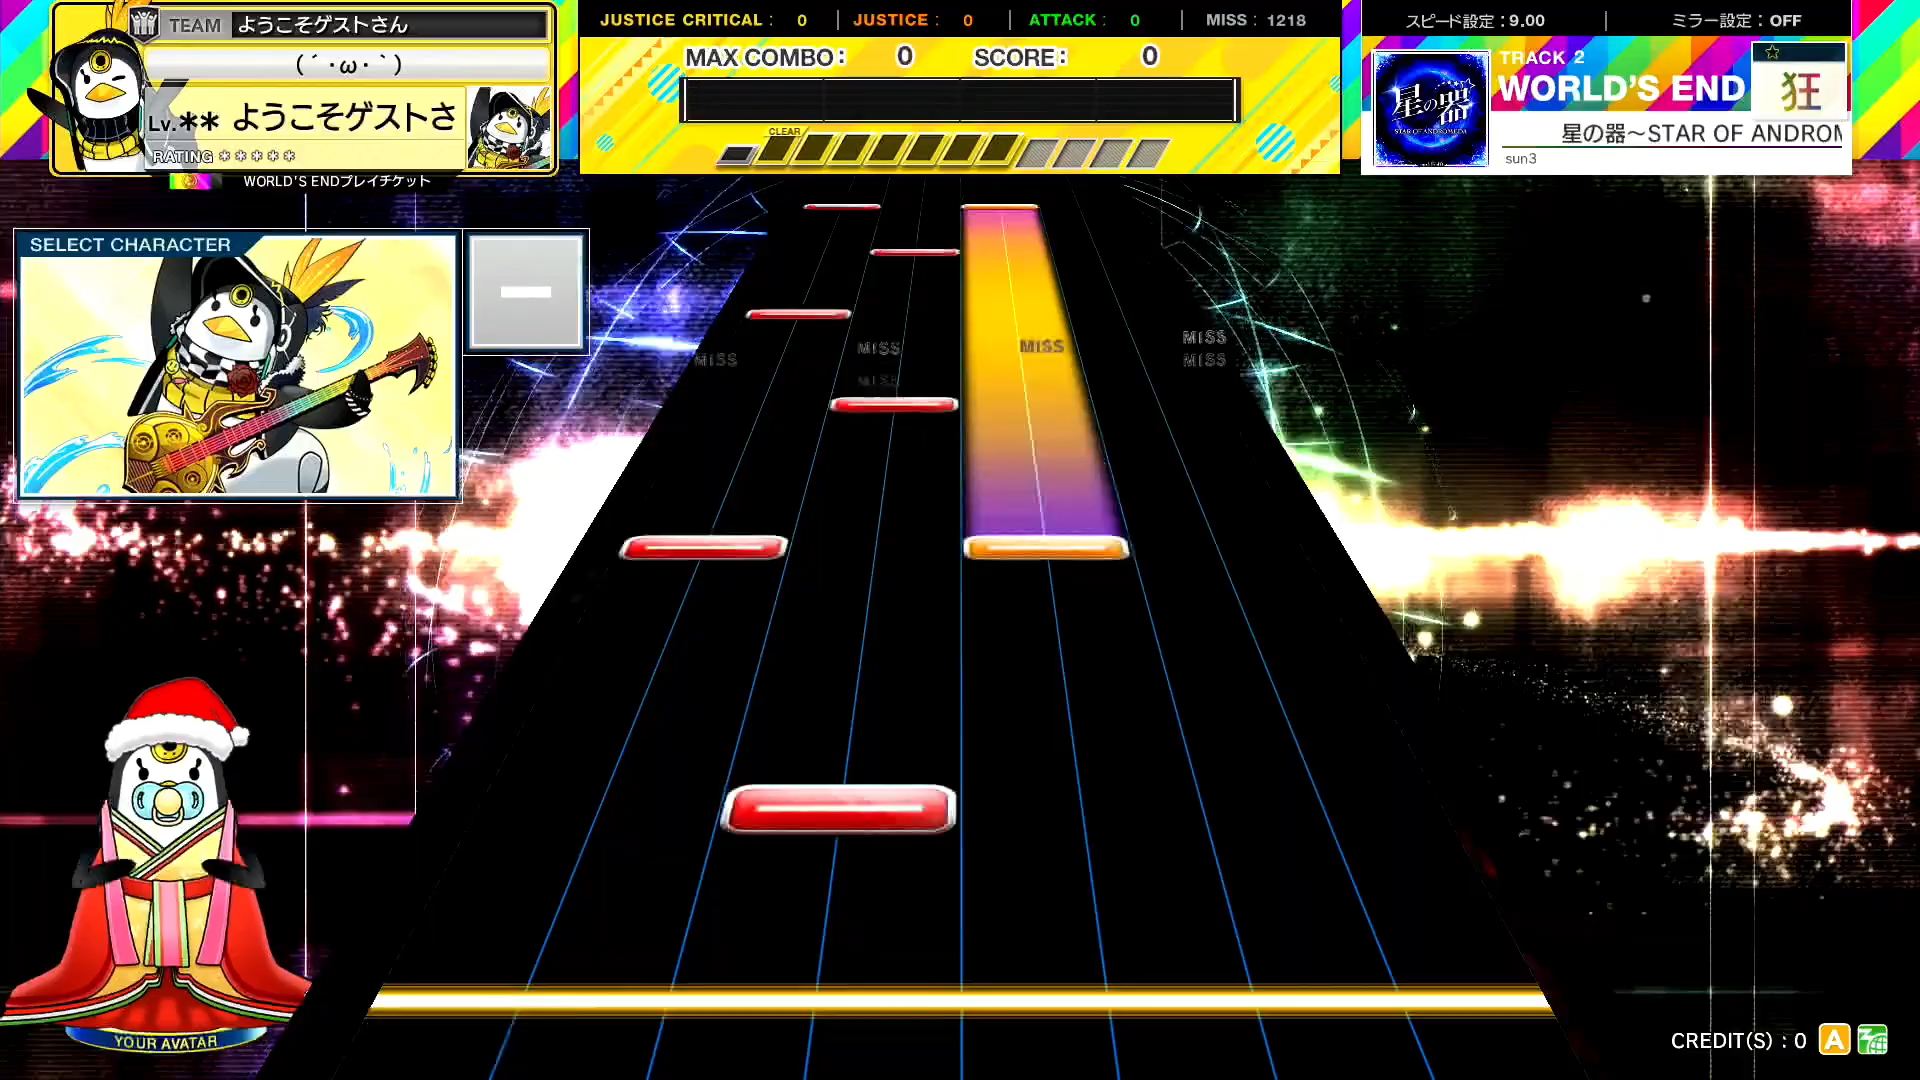 TEAM ようこそゲストさん
(´・ω・`)
Lv.** ようこそゲストさ
RATING *****
WORLD'S ENDプレイチケット
JUSTICE CRITICAL : 0 | JUSTICE : 0 | ATTACK : 0 | MISS : 1218
MAX COMBO: 0 SCORE: 0
CLEAR
スピード設定:9.00 | ミラー設定:OFF
TRACK 2
WORLD'S END
☆
狂
星の器
STAR OF ANDROMEDA
星の器～STAR OF ANDROM
sun3
SELECT CHARACTER
MISS
MISS
MISS
MISS
MISS
MISS
YOUR AVATAR
CREDIT(S) : 0 A